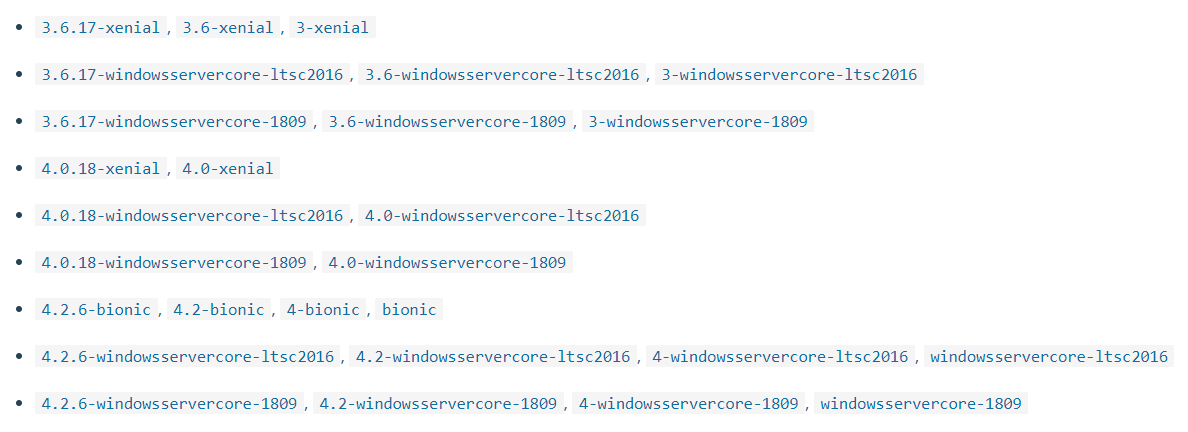 3.6.17-xenial, 3.6-xenial, 3-xenial
3.6.17-windowsservercore-ltsc2016, 3.6-windowsservercore-ltsc2016, 3-windowsservercore-ltsc2016
3.6.17-windowsservercore-1809, 3.6-windowsservercore-1809, 3-windowsservercore-1809
4.0.18-xenial, 4.0-xenial
4.0.18-windowsservercore-ltsc2016, 4.0-windowsservercore-ltsc2016
4.0.18-windowsservercore-1809, 4.0-windowsservercore-1809
4.2.6-bionic, 4.2-bionic, 4-bionic, bionic
4.2.6-windowsservercore-ltsc2016, 4.2-windowsservercore-ltsc2016, 4-windowsservercore-ltsc2016, windowsservercore-ltsc2016
4.2.6-windowsservercore-1809, 4.2-windowsservercore-1809, 4-windowsservercore-1809, windowsservercore-1809